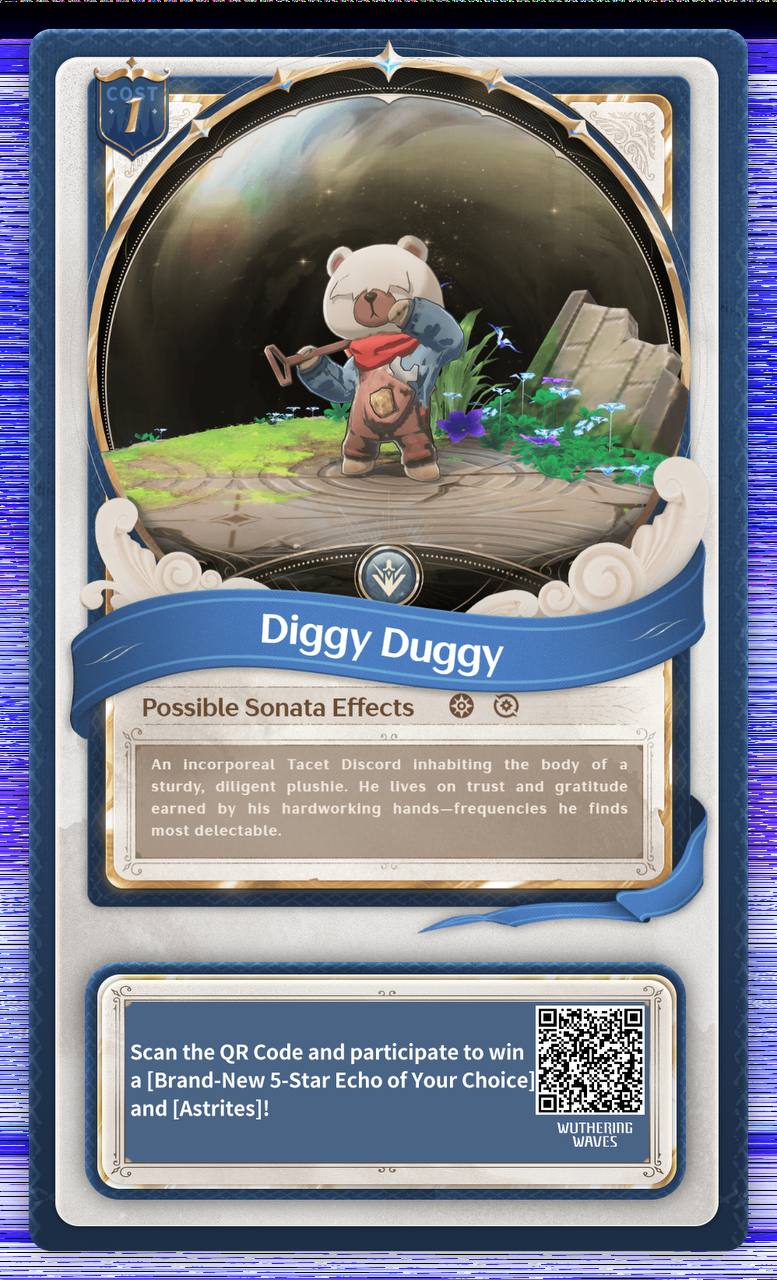 COST
1
Diggy Duggy
Possible Sonata Effects
An incorporeal Tacet Discord inhabiting the body of a
sturdy, diligent plushie. He lives on trust and gratitude
earned by his hardworking hands—frequencies he finds
most delectable.
Scan the QR Code and participate to win
a [Brand-New 5-Star Echo of Your Choice]
and [Astrites]!
WUTHERING
WAVES